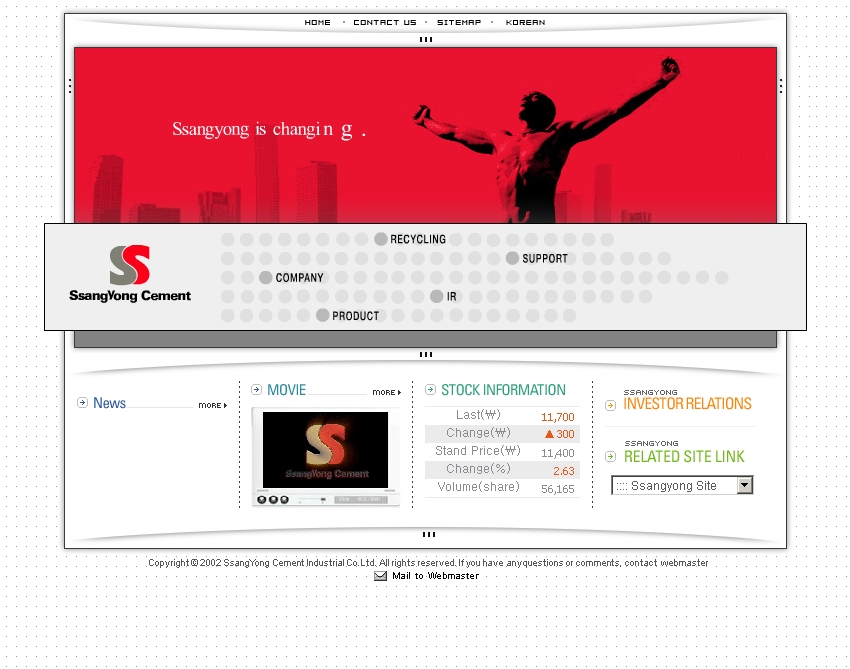 HOME · CONTACT US · SITEMAP · KOREAN
Ssangyong is changin g .
RECYCLING
SUPPORT
COMPANY
IR
PRODUCT
SsangYong Cement
News
MORE
MOVIE
MORE
SsangYong Cement
STOCK INFORMATION
Last(₩) 11,700
Change(₩) ▲300
Stand Price(₩) 11,400
Change(%) 2.63
Volume(share) 56,165
SSANGYONG
INVESTOR RELATIONS
SSANGYONG
RELATED SITE LINK
:::: Ssangyong Site
Copyright©2002 SsangYong Cement Industrial Co.Ltd. All rights reserved.If you have anyquestions or comments, contact webmaster
Mail to Webmaster